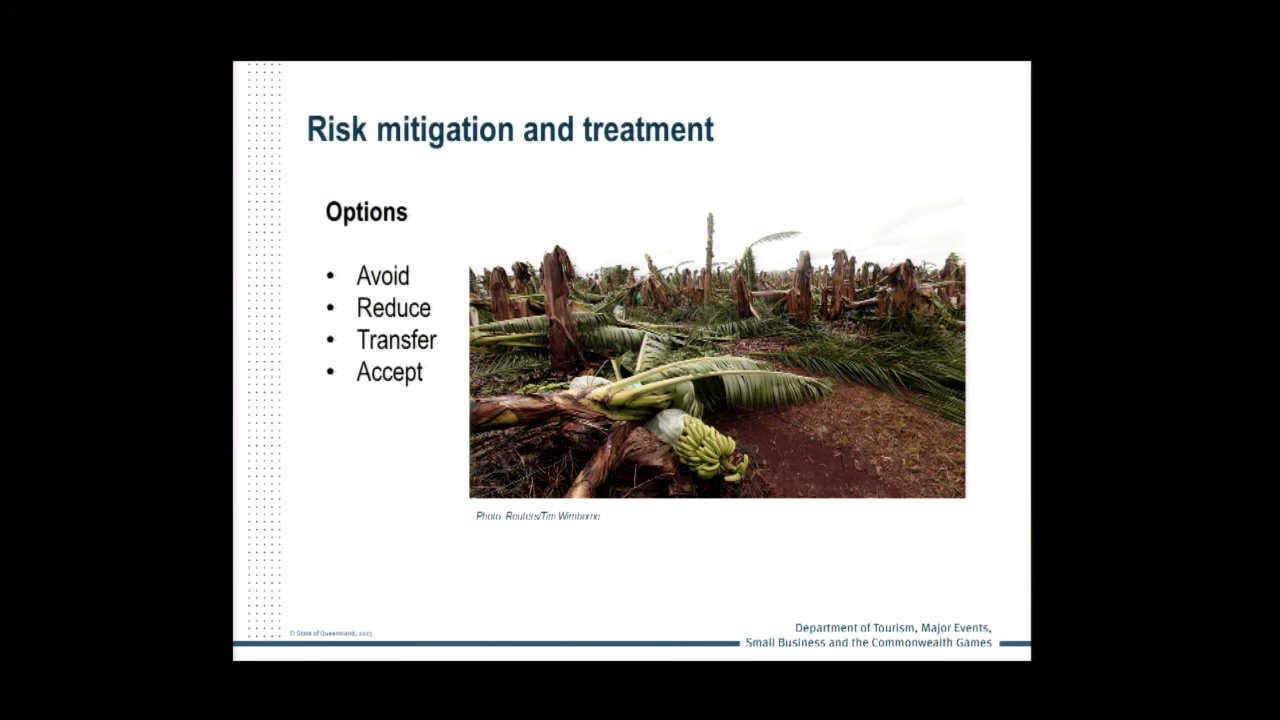 Risk mitigation and treatment
Options
• Avoid
• Reduce
• Transfer
• Accept
Photo Reuters/Tim Wimborne
© State of Queensland, 2013
Department of Tourism, Major Events,
Small Business and the Commonwealth Games